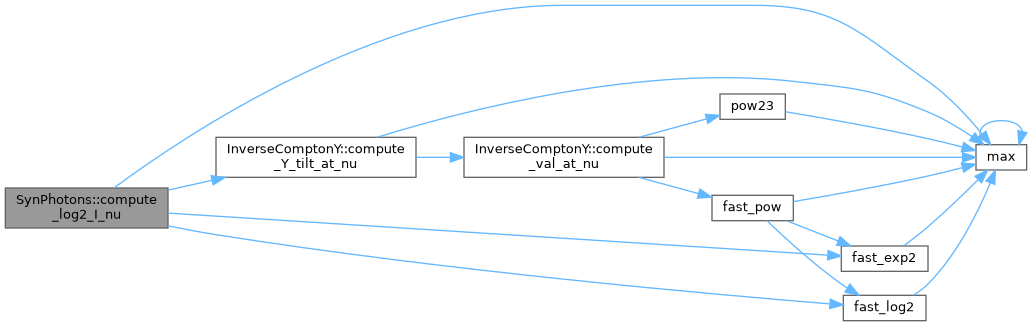 SynPhotons::compute
_log2_I_nu
InverseComptonY::compute
_Y_tilt_at_nu
InverseComptonY::compute
_val_at_nu
pow23
fast_pow
max
fast_exp2
fast_log2